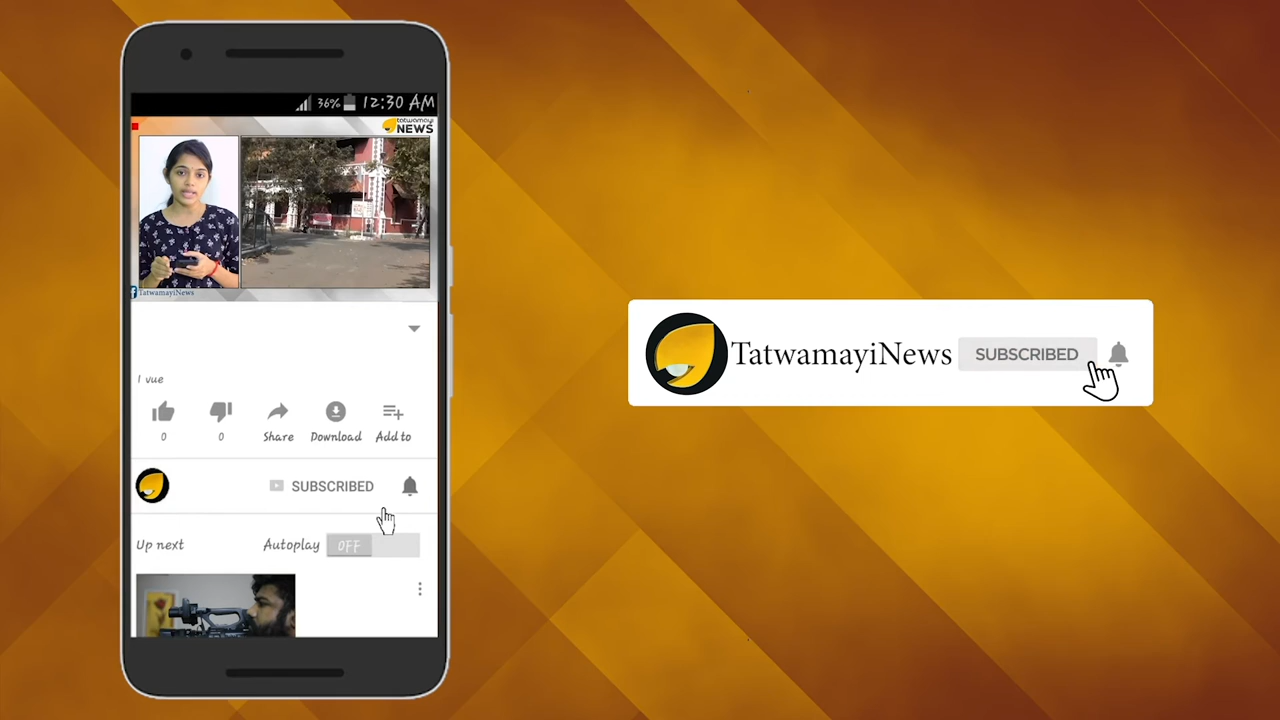 36% 12:30 AM
tatwamayi
NEWS
TatwamayiNews
1 vue
0 0 Share Download Add to
SUBSCRIBED
Up next Autoplay OFF
TatwamayiNews SUBSCRIBED